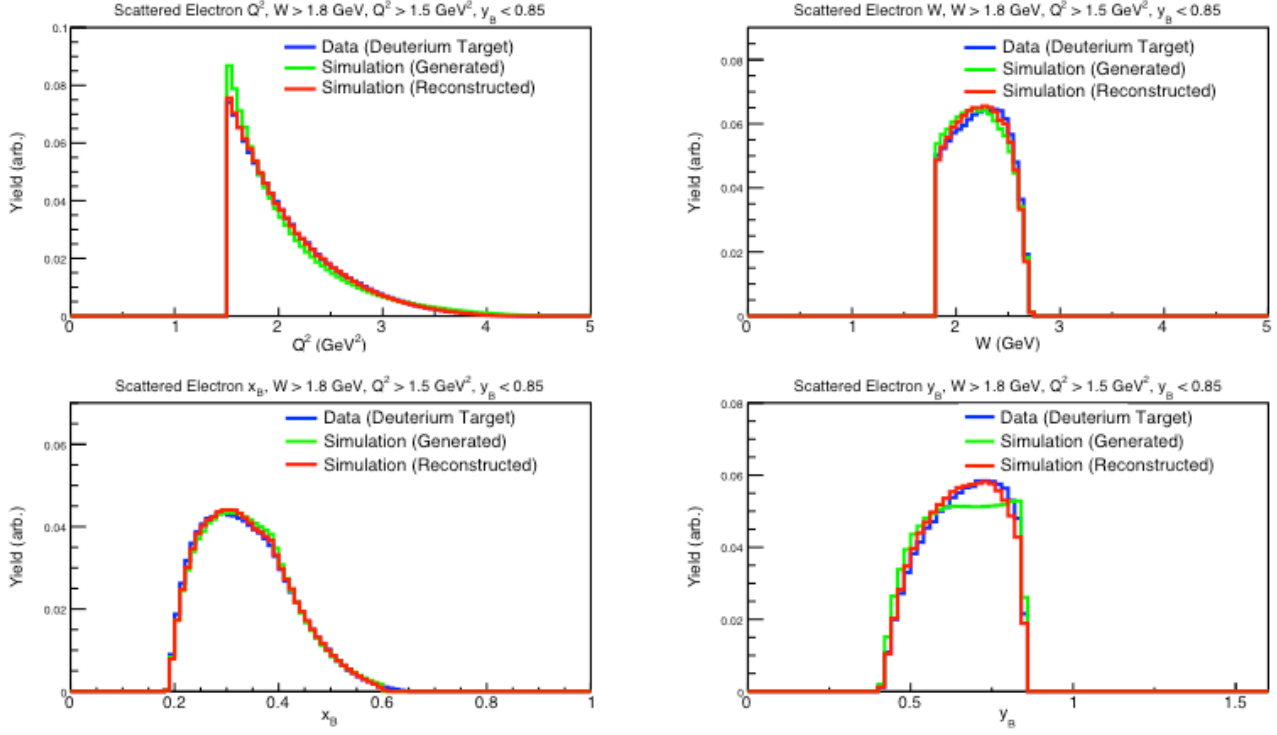 Scattered Electron Q², W > 1.8 GeV, Q² > 1.5 GeV², y_B < 0.85
0.1
0.08
0.06
0.04
0.02
0
Yield (arb.)
Data (Deuterium Target)
Simulation (Generated)
Simulation (Reconstructed)
0 1 2 3 4 5
Q² (GeV²)
Scattered Electron W, W > 1.8 GeV, Q² > 1.5 GeV², y_B < 0.85
0.08
0.06
0.04
0.02
0
Yield (arb.)
Data (Deuterium Target)
Simulation (Generated)
Simulation (Reconstructed)
0 1 2 3 4 5
W (GeV)
Scattered Electron x_B, W > 1.8 GeV, Q² > 1.5 GeV², y_B < 0.85
0.06
0.04
0.02
0
Yield (arb.)
Data (Deuterium Target)
Simulation (Generated)
Simulation (Reconstructed)
0 0.2 0.4 0.6 0.8 1
x_B
Scattered Electron y_B, W > 1.8 GeV, Q² > 1.5 GeV², y_B < 0.85
0.08
0.06
0.04
0.02
0
Yield (arb.)
Data (Deuterium Target)
Simulation (Generated)
Simulation (Reconstructed)
0 0.5 1 1.5
y_B